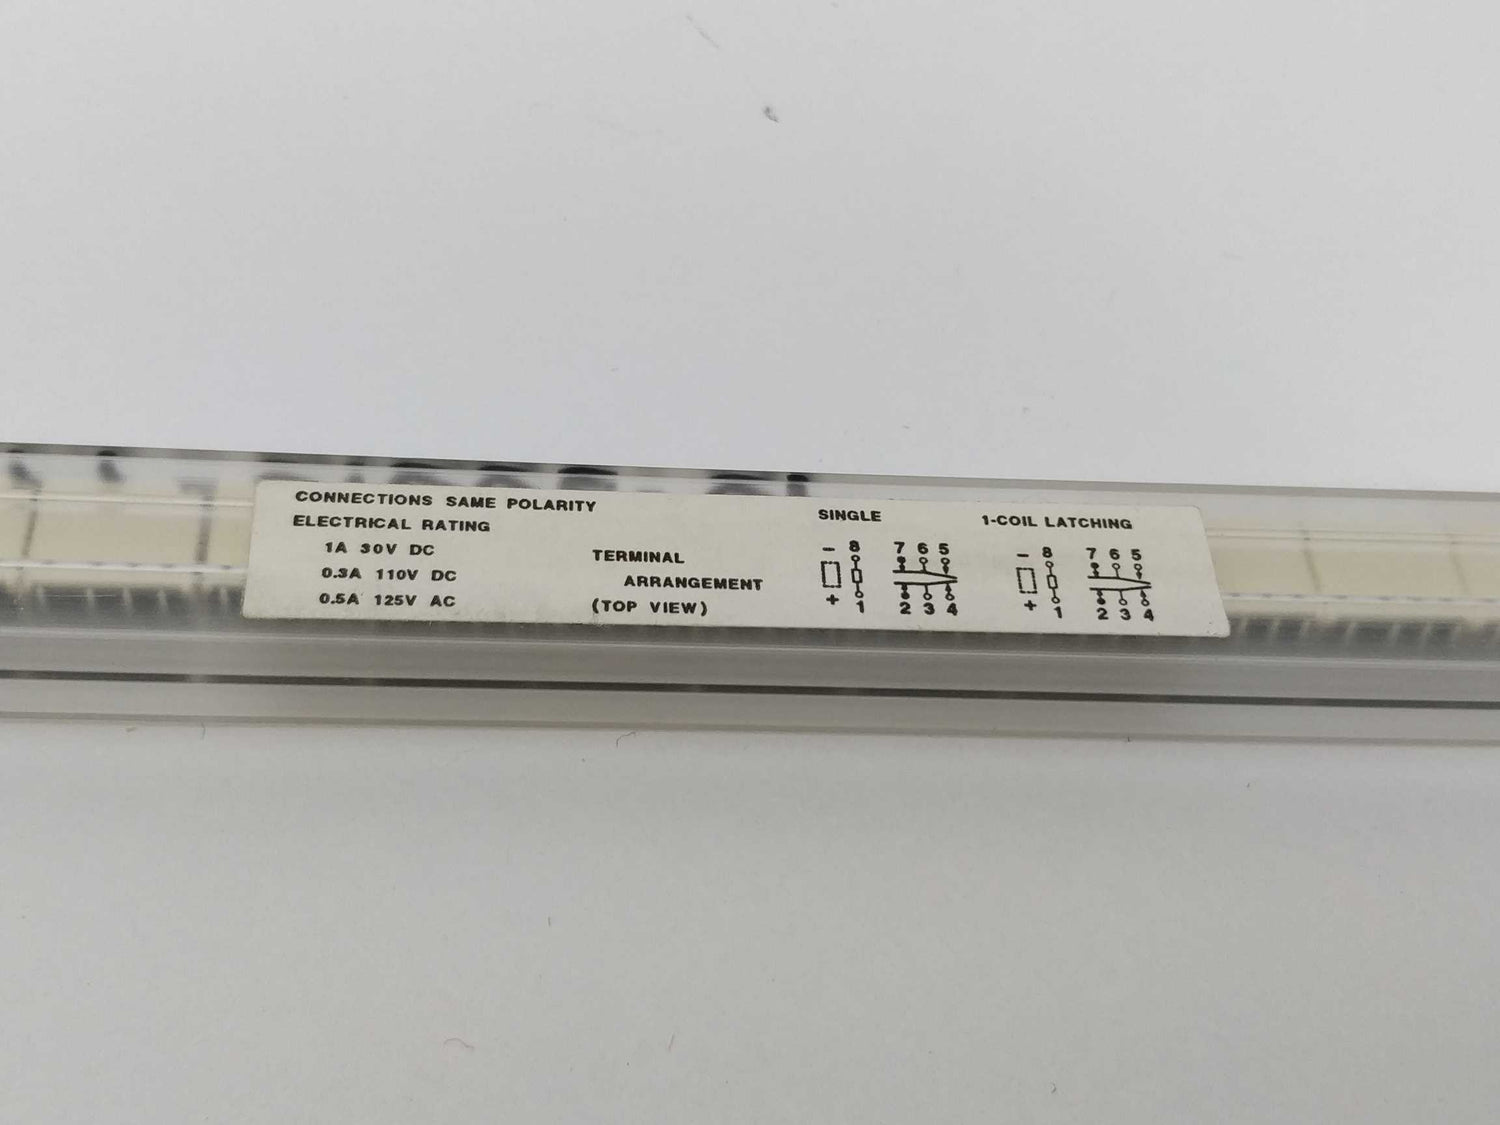 CONNECTIONS SAME POLARITY
ELECTRICAL RATING
1A 30V DC
0.3A 110V DC
0.5A 125V AC
TERMINAL
ARRANGEMENT
(TOP VIEW)
SINGLE
− 8 7 6 5
+ 1 2 3 4
1-COIL LATCHING
− 8 7 6 5
+ 1 2 3 4